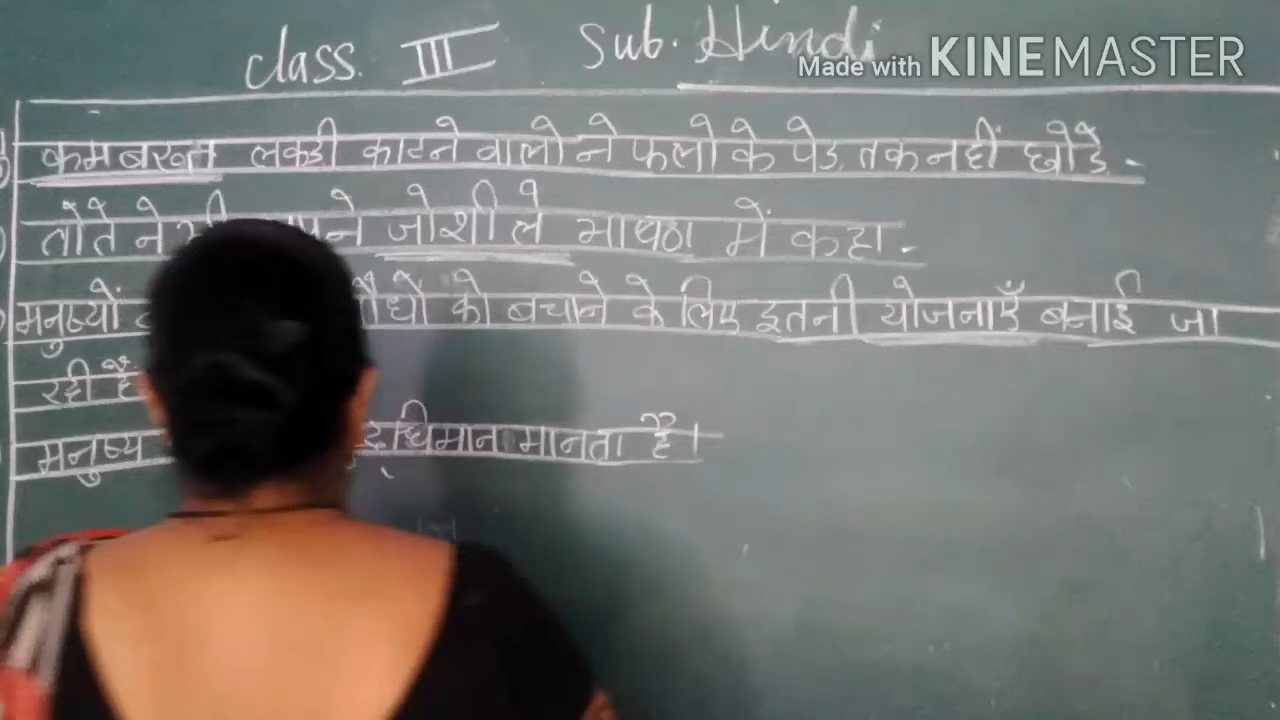 class. III Sub. Hindi
Made with KINEMASTER
कमबख्त लकडी काटने वालो ने फलो के पेड तक नहीं छोडे.
तोते ने जोशीले भाषण में कहा.
मनुष्यों को बचाने के लिए इतनी योजनाएँ बनाई जा
रही है
मनुष्य मानता है।